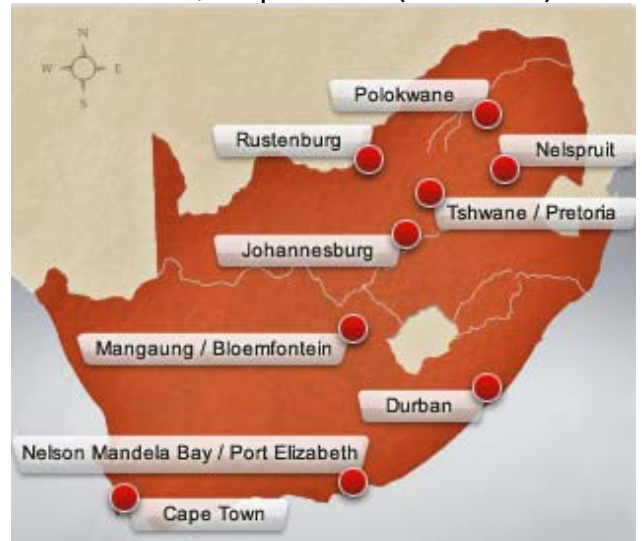 N
W E
S
Polokwane
Rustenburg
Nelspruit
Tshwane / Pretoria
Johannesburg
Mangaung / Bloemfontein
Durban
Nelson Mandela Bay / Port Elizabeth
Cape Town